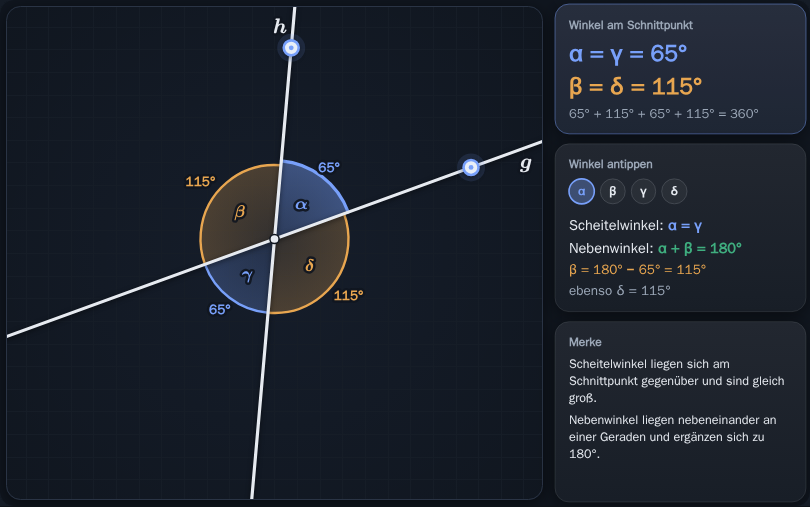 h
g
115°
65°
β
α
γ
δ
65°
115°
Winkel am Schnittpunkt
α = γ = 65°
β = δ = 115°
65° + 115° + 65° + 115° = 360°
Winkel antippen
α β γ δ
Scheitelwinkel: α = γ
Nebenwinkel: α + β = 180°
β = 180° − 65° = 115°
ebenso δ = 115°
Merke
Scheitelwinkel liegen sich am
Schnittpunkt gegenüber und sind gleich
groß.
Nebenwinkel liegen nebeneinander an
einer Geraden und ergänzen sich zu
180°.